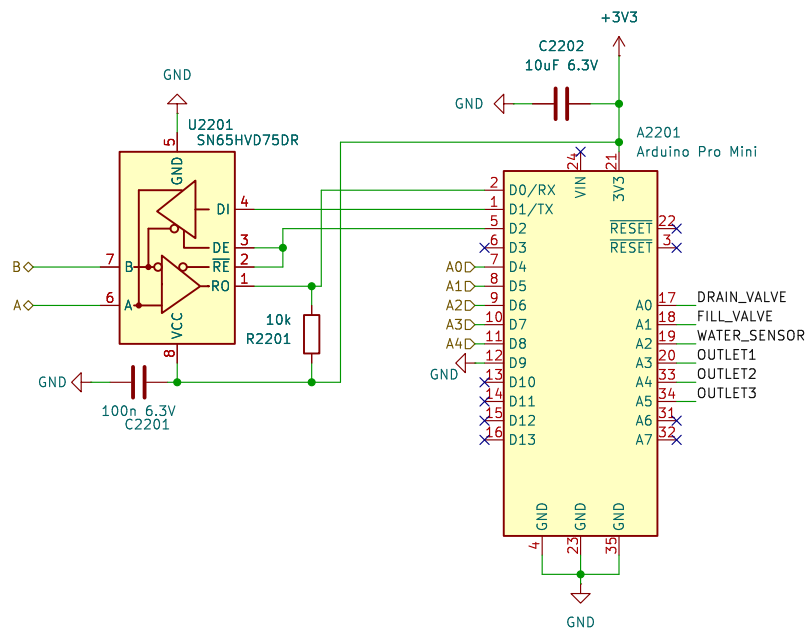 +3V3
C2202
10uF 6.3V
GND
GND
U2201
SN65HVD75DR
A2201
Arduino Pro Mini
5
GND
24
21
VIN
3V3
DI
4
DE
3
RE
2
RO
1
B
7
B
A
6
A
VCC
8
10k
R2201
GND
100n 6.3V
C2201
2
D0/RX
1
D1/TX
5
D2
6
D3
A0
7
D4
A1
8
D5
A2
9
D6
A3
10
D7
A4
11
D8
GND
12
D9
13
D10
14
D11
15
D12
16
D13
RESET
22
RESET
3
A0
17
DRAIN_VALVE
A1
18
FILL_VALVE
A2
19
WATER_SENSOR
A3
20
OUTLET1
A4
33
OUTLET2
A5
34
OUTLET3
A6
31
A7
32
GND
GND
GND
4
23
35
GND